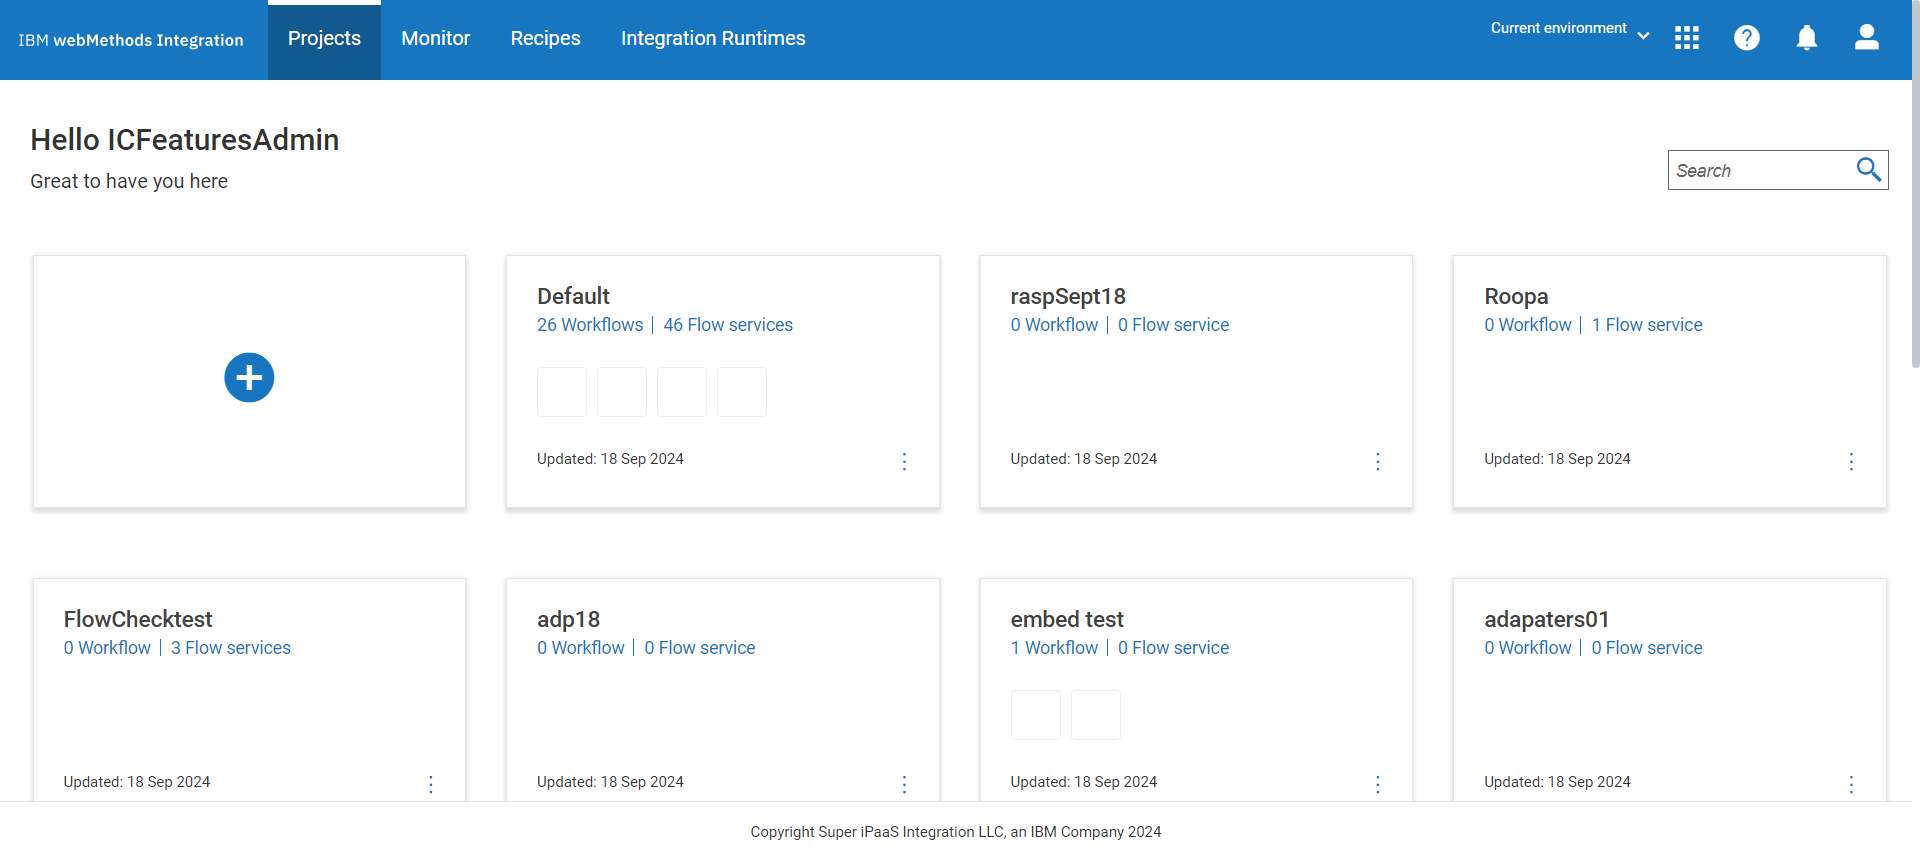 IBM webMethods Integration
Projects
Monitor
Recipes
Integration Runtimes
Current environment
Hello ICFeaturesAdmin
Great to have you here
Search
Default
26 Workflows | 46 Flow services
Updated: 18 Sep 2024
raspSept18
0 Workflow | 0 Flow service
Updated: 18 Sep 2024
Roopa
0 Workflow | 1 Flow service
Updated: 18 Sep 2024
FlowChecktest
0 Workflow | 3 Flow services
Updated: 18 Sep 2024
adp18
0 Workflow | 0 Flow service
Updated: 18 Sep 2024
embed test
1 Workflow | 0 Flow service
Updated: 18 Sep 2024
adapaters01
0 Workflow | 0 Flow service
Updated: 18 Sep 2024
Copyright Super iPaaS Integration LLC, an IBM Company 2024